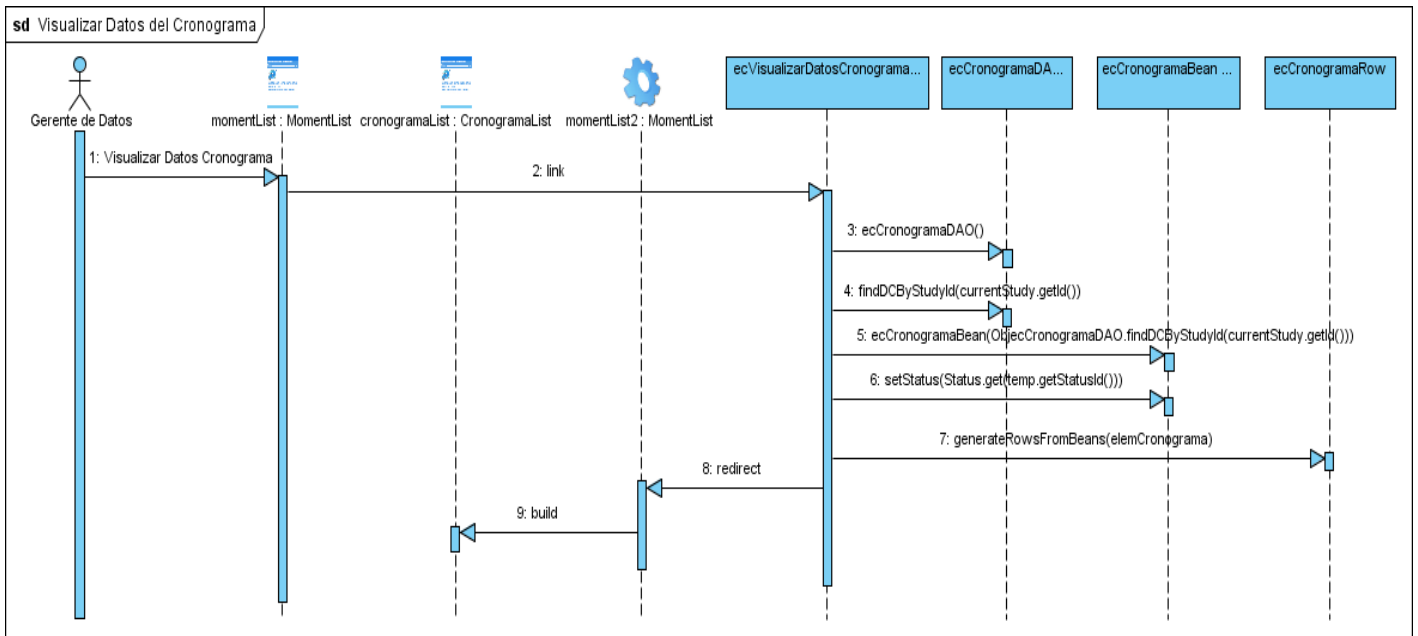 sd Visualizar Datos del Cronograma
Gerente de Datos
momentList : MomentList
cronogramaList : CronogramaList
momentList2 : MomentList
ecVisualizarDatosCronograma...
ecCronogramaDA...
ecCronogramaBean ...
ecCronogramaRow
1: Visualizar Datos Cronograma
2: link
3: ecCronogramaDAO()
4: findDCByStudyId(currentStudy.getId())
5: ecCronogramaBean(ObjecCronogramaDAO.findDCByStudyId(currentStudy.getId()))
6: setStatus(Status.get(temp.getStatusId()))
7: generateRowsFromBeans(elemCronograma)
8: redirect
9: build